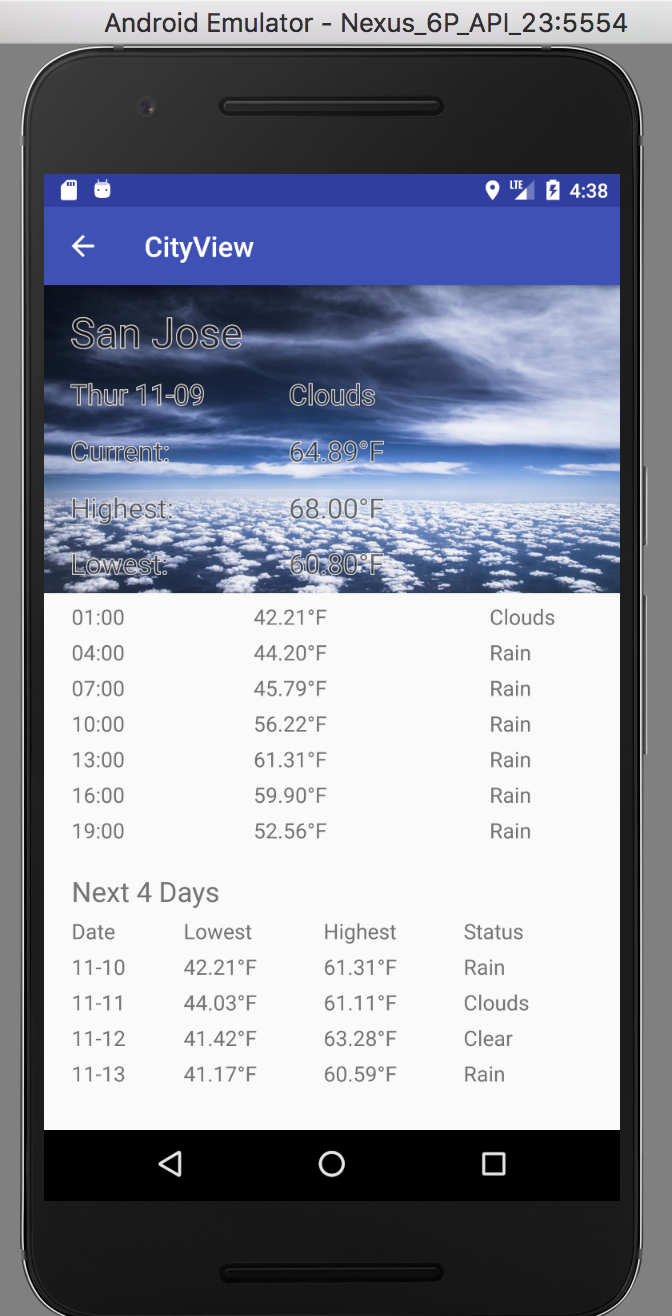 Android Emulator - Nexus_6P_API_23:5554
LTE 4:38
CityView
San Jose
Thur 11-09 Clouds
Current: 64.89°F
Highest: 68.00°F
Lowest: 60.80°F
01:00 42.21°F Clouds
04:00 44.20°F Rain
07:00 45.79°F Rain
10:00 56.22°F Rain
13:00 61.31°F Rain
16:00 59.90°F Rain
19:00 52.56°F Rain
Next 4 Days
Date Lowest Highest Status
11-10 42.21°F 61.31°F Rain
11-11 44.03°F 61.11°F Clouds
11-12 41.42°F 63.28°F Clear
11-13 41.17°F 60.59°F Rain